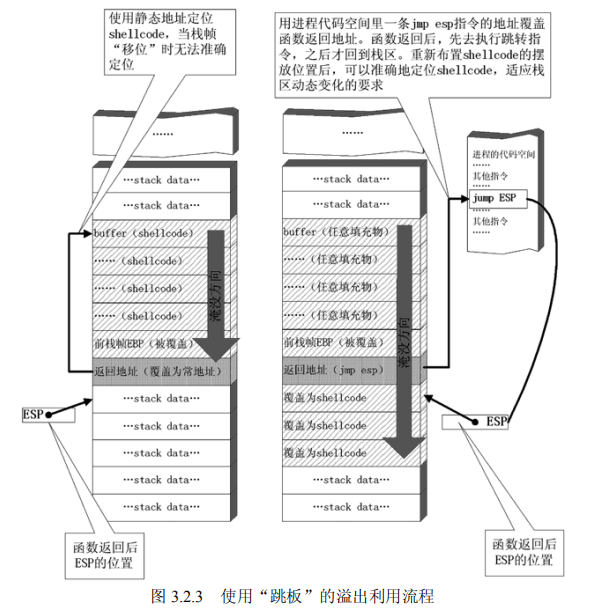 使用静态地址定位
shellcode，当栈帧
“移位”时无法准确
定位
用进程代码空间里一条jmp esp指令的地址覆盖
函数返回地址。函数返回后，先去执行跳转指
令，之后才回到栈区。重新布置shellcode的摆
放位置后，可以准确地定位shellcode，适应栈
区动态变化的要求
……
…stack data…
…stack data…
buffer（shellcode）
……（shellcode）
……（shellcode）
……（shellcode）
前栈帧EBP（被覆盖）
返回地址（覆盖为常地址）
…stack data…
…stack data…
…stack data…
…stack data…
…stack data…
淹没方向
ESP
函数返回后
ESP的位置
……
…stack data…
…stack data…
buffer（任意填充物）
……（任意填充物）
……（任意填充物）
……（任意填充物）
前栈帧EBP（被覆盖）
返回地址（jmp esp）
覆盖为shellcode
覆盖为shellcode
覆盖为shellcode
…stack data…
…stack data…
淹没方向
进程的代码空间
……
其他指令
……
jump ESP
……
其他指令
……
ESP
函数返回后
ESP的位置
图 3.2.3 使用“跳板”的溢出利用流程